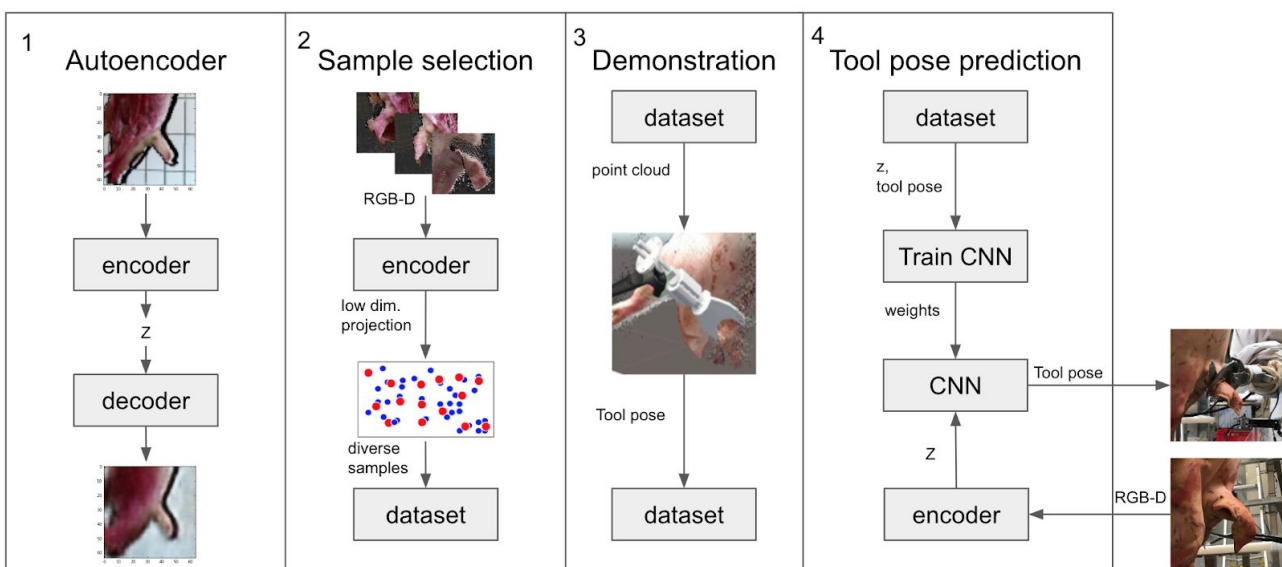 1
Autoencoder
encoder
z
decoder
2
Sample selection
RGB-D
encoder
low dim.
projection
diverse
samples
dataset
3
Demonstration
dataset
point cloud
Tool pose
dataset
4
Tool pose prediction
dataset
z,
tool pose
Train CNN
weights
CNN
Tool pose
z
encoder
RGB-D